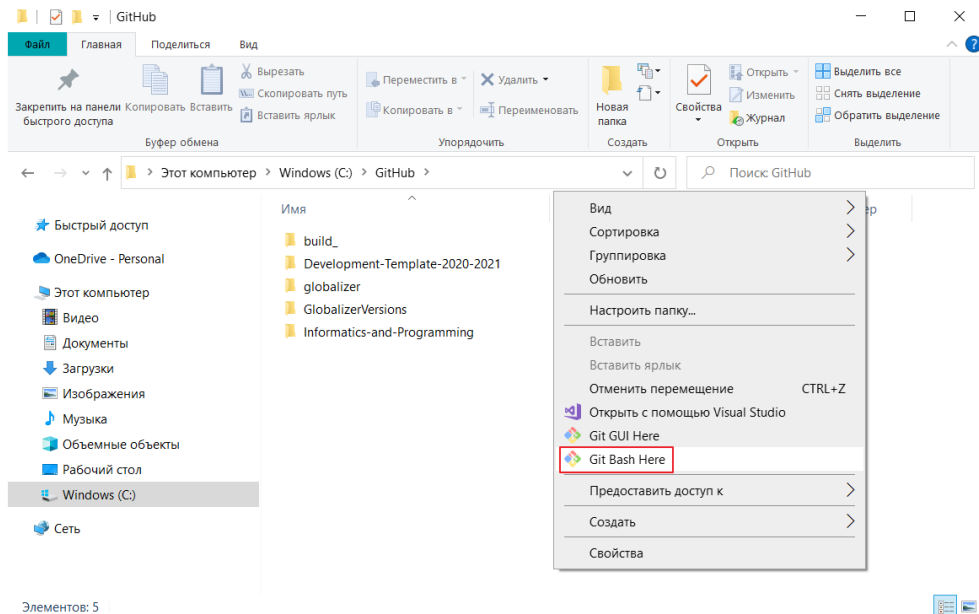 GitHub
Файл Главная Поделиться Вид
Закрепить на панели быстрого доступа
Копировать
Вставить
Вырезать
Скопировать путь
Вставить ярлык
Буфер обмена
Переместить в
Копировать в
Удалить
Переименовать
Упорядочить
Новая папка
Создать
Свойства
Открыть
Изменить
Журнал
Открыть
Выделить все
Снять выделение
Обратить выделение
Выделить
Этот компьютер > Windows (C:) > GitHub >
Поиск: GitHub
Быстрый доступ
OneDrive - Personal
Этот компьютер
Видео
Документы
Загрузки
Изображения
Музыка
Объемные объекты
Рабочий стол
Windows (C:)
Сеть
Имя
build_
Development-Template-2020-2021
globalizer
GlobalizerVersions
Informatics-and-Programming
Вид
Сортировка
Группировка
Обновить
Настроить папку...
Вставить
Вставить ярлык
Отменить перемещение CTRL+Z
Открыть с помощью Visual Studio
Git GUI Here
Git Bash Here
Предоставить доступ к
Создать
Свойства
Элементов: 5